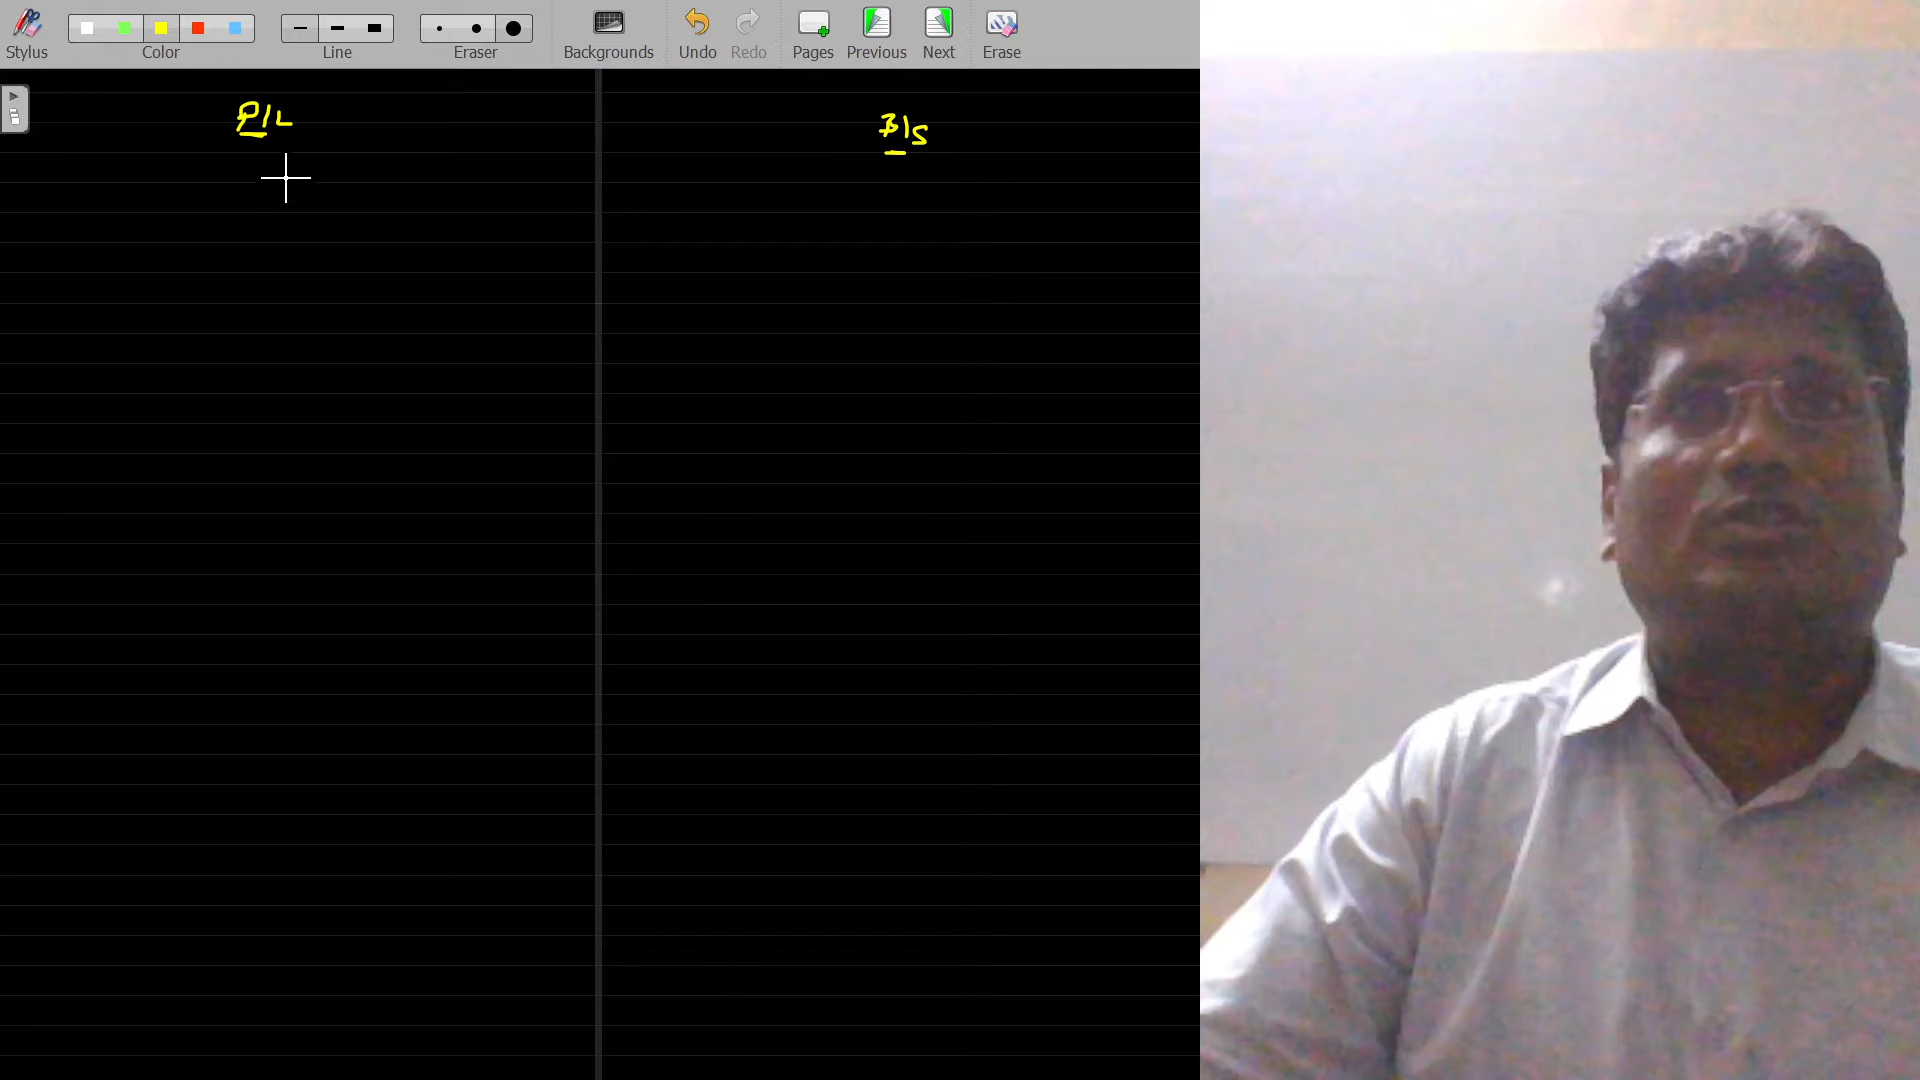 Stylus
Color
Line
Eraser
Backgrounds
Undo
Redo
Pages
Previous
Next
Erase
P/L
B/S